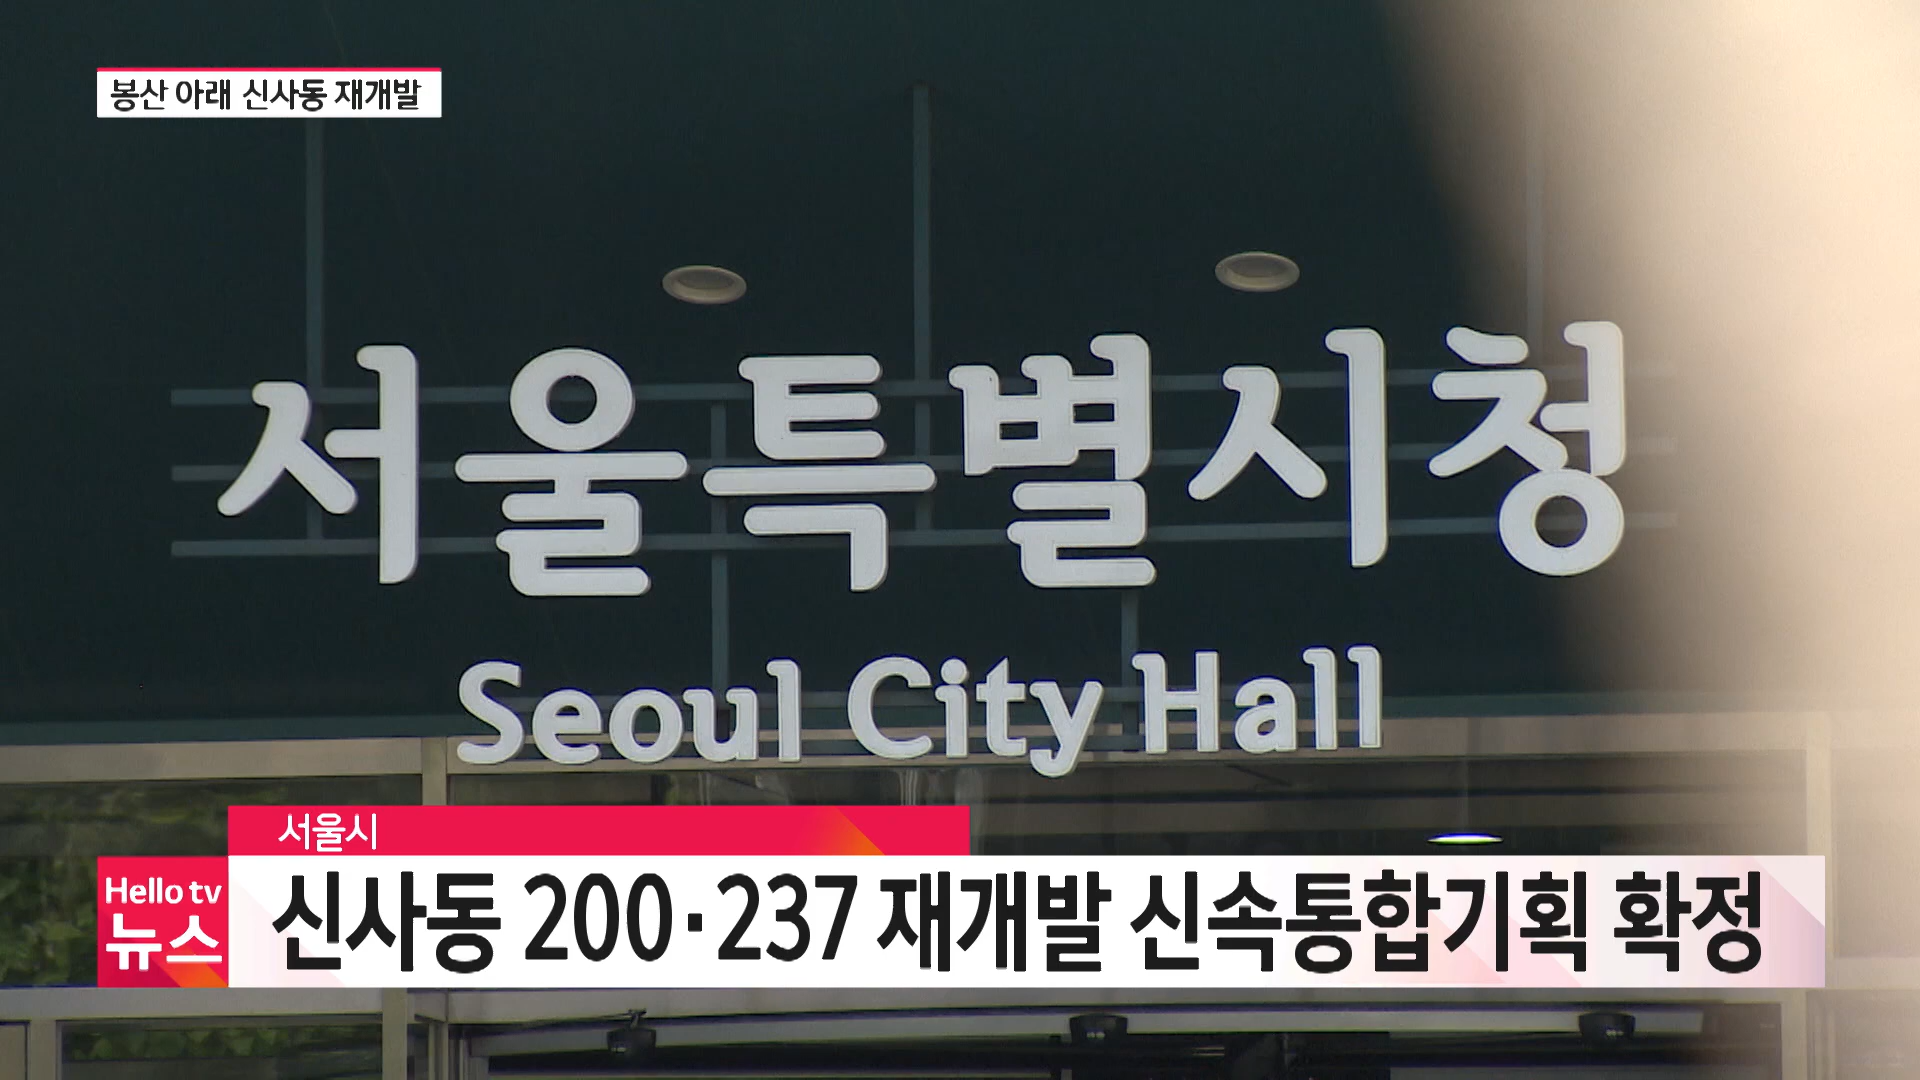 봉산 아래 신사동 재개발
서울특별시청
Seoul City Hall
서울시
Hello tv
뉴스
신사동 200·237 재개발 신속통합기획 확정